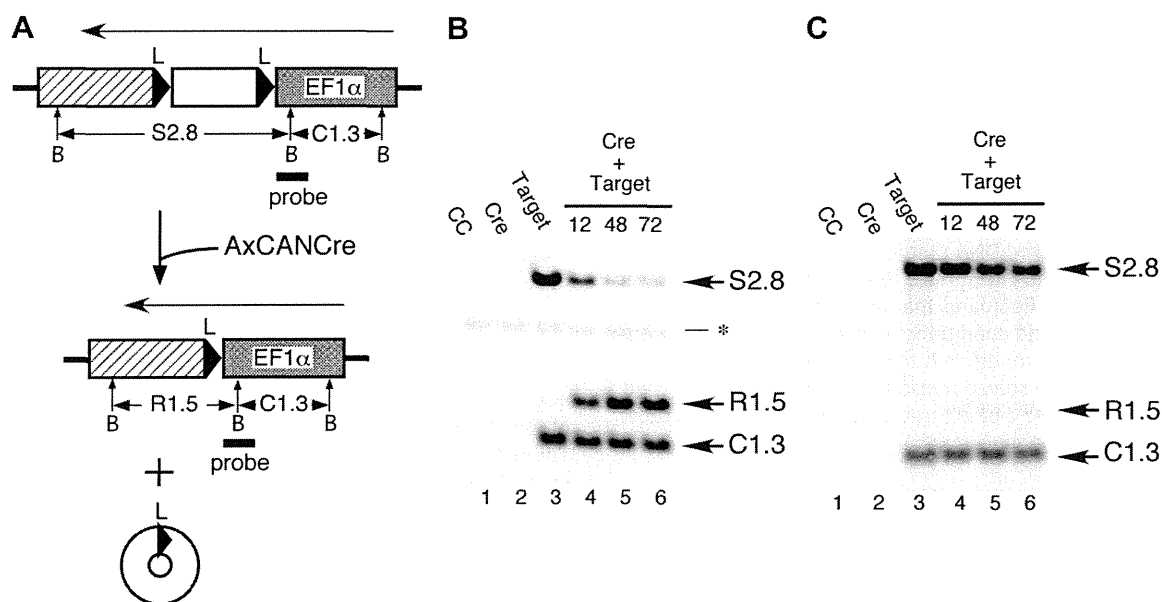 A
L L
EF1α
S2.8 C1.3
B B B
probe
AxCANCre
L
EF1α
R1.5 C1.3
B B B
probe
+
L
B
Cre
+
Target
CC Cre Target 12 48 72
S2.8
*
R1.5
C1.3
1 2 3 4 5 6
C
Cre
+
Target
CC Cre Target 12 48 72
S2.8
R1.5
C1.3
1 2 3 4 5 6